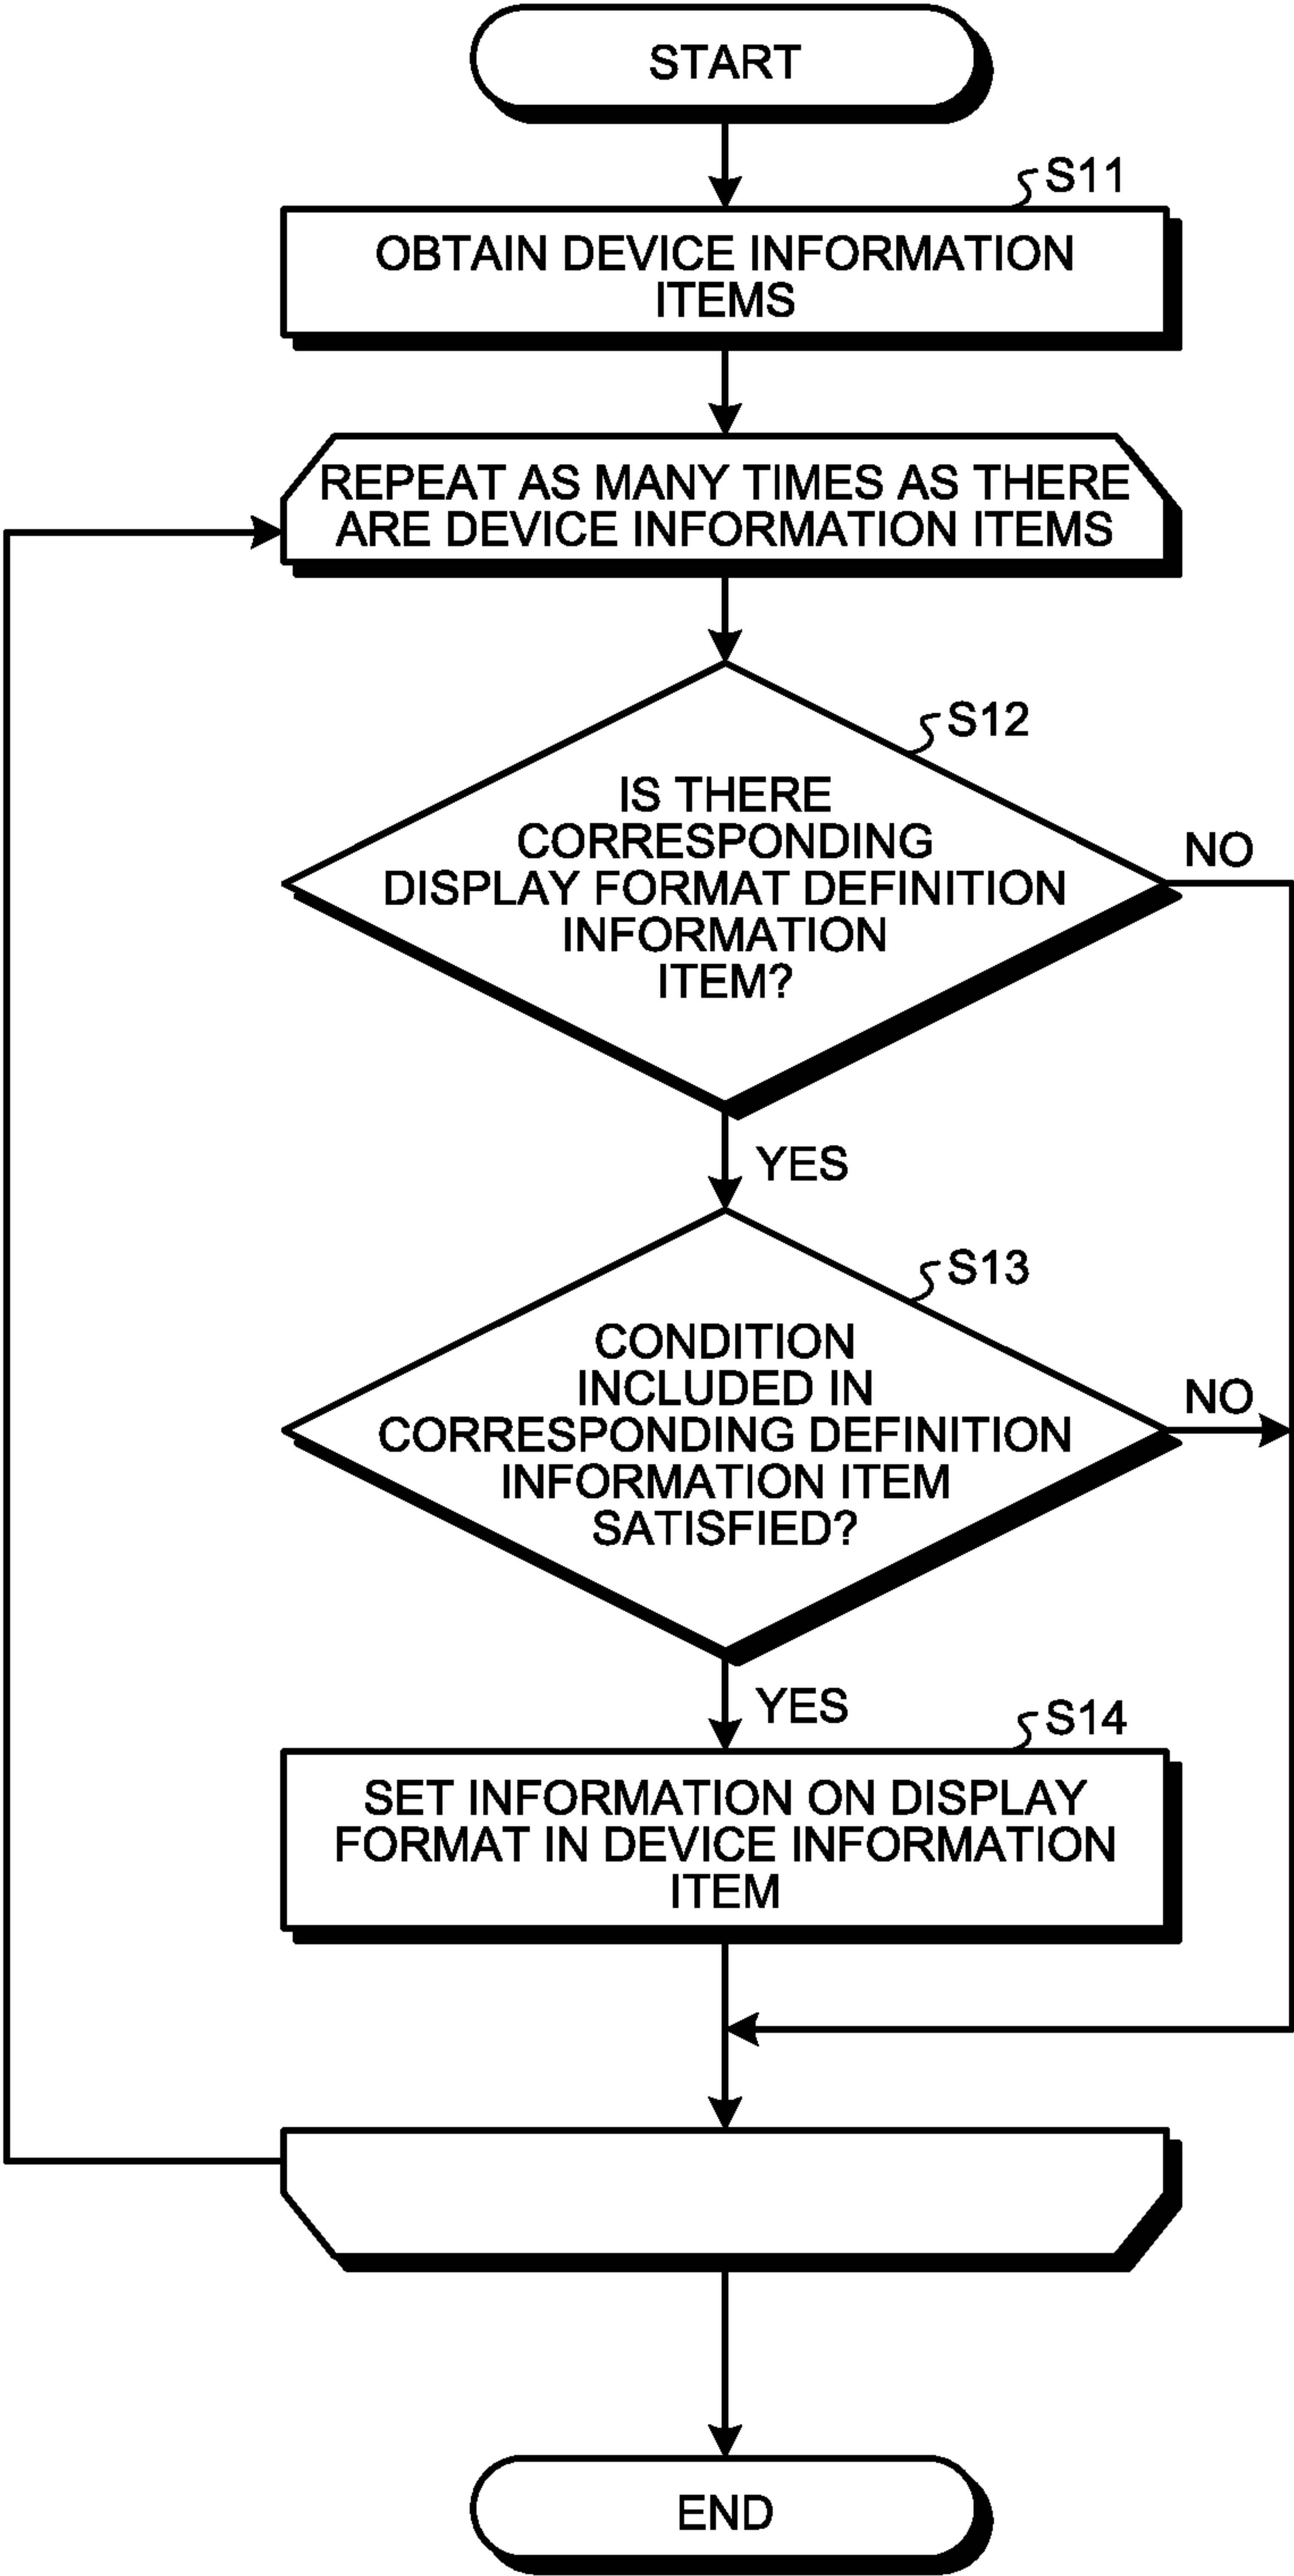 START
S11
OBTAIN DEVICE INFORMATION
ITEMS
REPEAT AS MANY TIMES AS THERE
ARE DEVICE INFORMATION ITEMS
S12
IS THERE
CORRESPONDING
DISPLAY FORMAT DEFINITION
INFORMATION
ITEM?
NO
YES
S13
CONDITION
INCLUDED IN
CORRESPONDING DEFINITION
INFORMATION ITEM
SATISFIED?
NO
YES
S14
SET INFORMATION ON DISPLAY
FORMAT IN DEVICE INFORMATION
ITEM
END